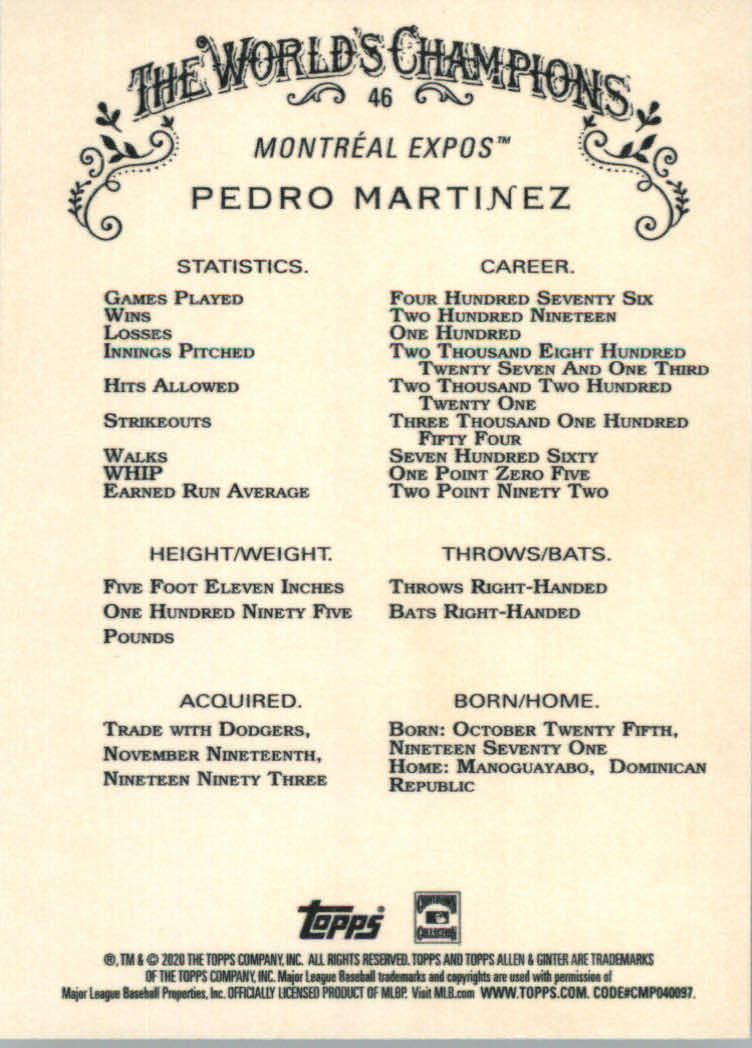 THE WORLD'S CHAMPIONS
46
MONTRÉAL EXPOS™
PEDRO MARTINEZ
STATISTICS.
GAMES PLAYED
WINS
LOSSES
INNINGS PITCHED
HITS ALLOWED
STRIKEOUTS
WALKS
WHIP
EARNED RUN AVERAGE
CAREER.
FOUR HUNDRED SEVENTY SIX
TWO HUNDRED NINETEEN
ONE HUNDRED
TWO THOUSAND EIGHT HUNDRED
TWENTY SEVEN AND ONE THIRD
TWO THOUSAND TWO HUNDRED
TWENTY ONE
THREE THOUSAND ONE HUNDRED
FIFTY FOUR
SEVEN HUNDRED SIXTY
ONE POINT ZERO FIVE
TWO POINT NINETY TWO
HEIGHT/WEIGHT.
FIVE FOOT ELEVEN INCHES
ONE HUNDRED NINETY FIVE
POUNDS
THROWS/BATS.
THROWS RIGHT-HANDED
BATS RIGHT-HANDED
ACQUIRED.
TRADE WITH DODGERS,
NOVEMBER NINETEENTH,
NINETEEN NINETY THREE
BORN/HOME.
BORN: OCTOBER TWENTY FIFTH,
NINETEEN SEVENTY ONE
HOME: MANOGUAYABO, DOMINICAN
REPUBLIC
topps®
COOPERSTOWN
COLLECTION
®, TM & © 2020 THE TOPPS COMPANY, INC. ALL RIGHTS RESERVED. TOPPS AND TOPPS ALLEN & GINTER ARE TRADEMARKS
OF THE TOPPS COMPANY, INC. Major League Baseball trademarks and copyrights are used with permission of
Major League Baseball Properties, Inc. OFFICIALLY LICENSED PRODUCT OF MLBP. Visit MLB.com WWW.TOPPS.COM. CODE#CMP040097.